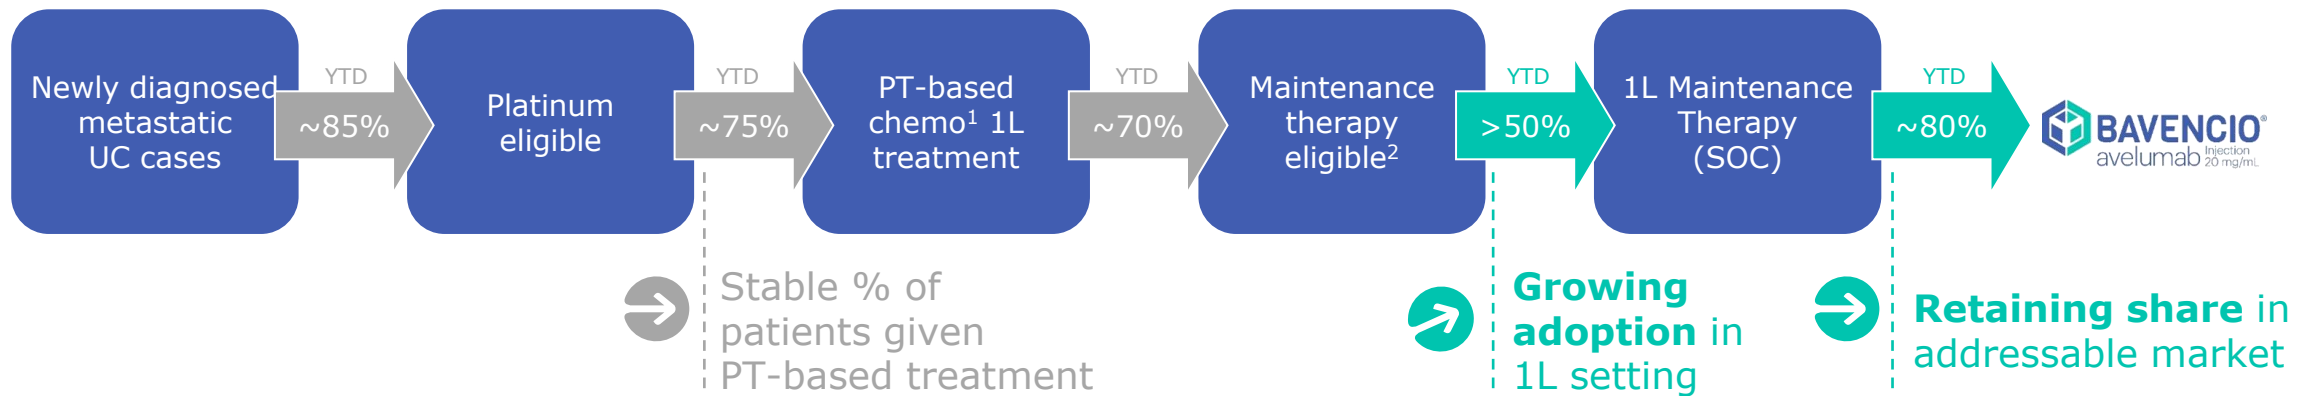 Newly diagnosed
metastatic
UC cases
YTD
~85%
Platinum
eligible
YTD
~75%
PT-based
chemo¹ 1L
treatment
YTD
~70%
Maintenance
therapy
eligible²
YTD
>50%
1L Maintenance
Therapy
(SOC)
YTD
~80%
BAVENCIO®
avelumab Injection
20 mg/mL
Stable % of
patients given
PT-based treatment
Growing
adoption in
1L setting
Retaining share in
addressable market